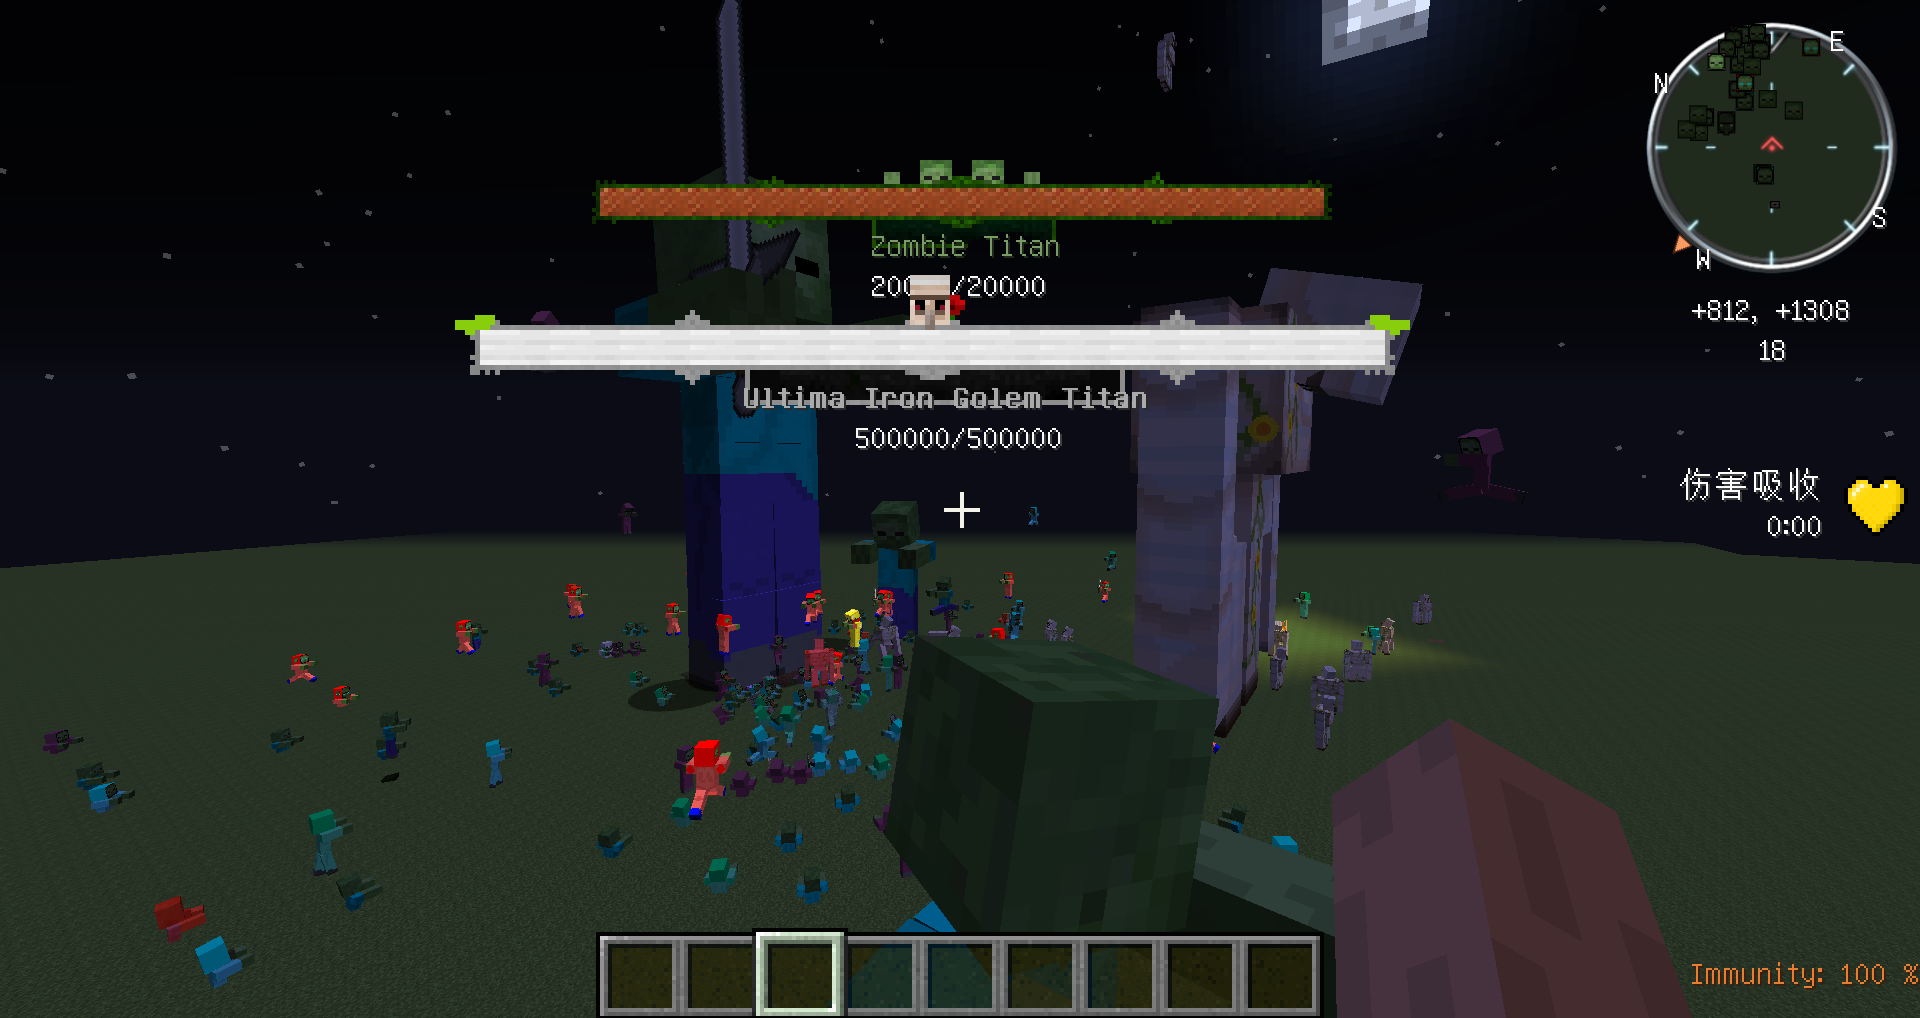 E
N
S
W
Zombie Titan
/20000
+812, +1308
18
Ultima Iron Golem Titan
500000/500000
伤害吸收
0:00
Immunity: 100 %